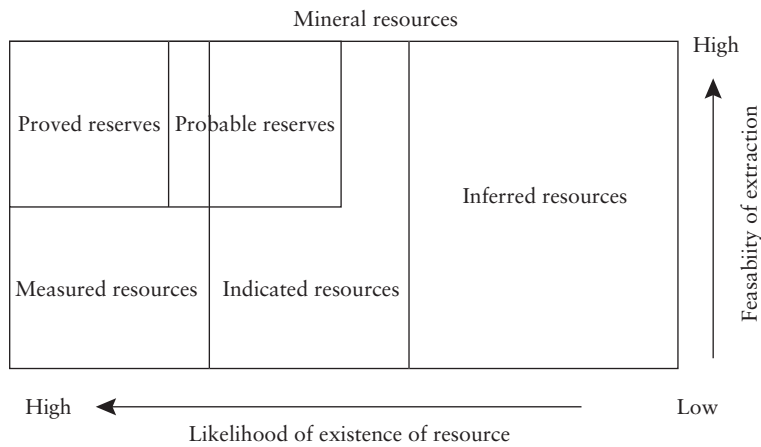 Mineral resources
High
Proved reserves
Probable reserves
Inferred resources
Feasabiity of extraction
Measured resources
Indicated resources
High
Low
Likelihood of existence of resource